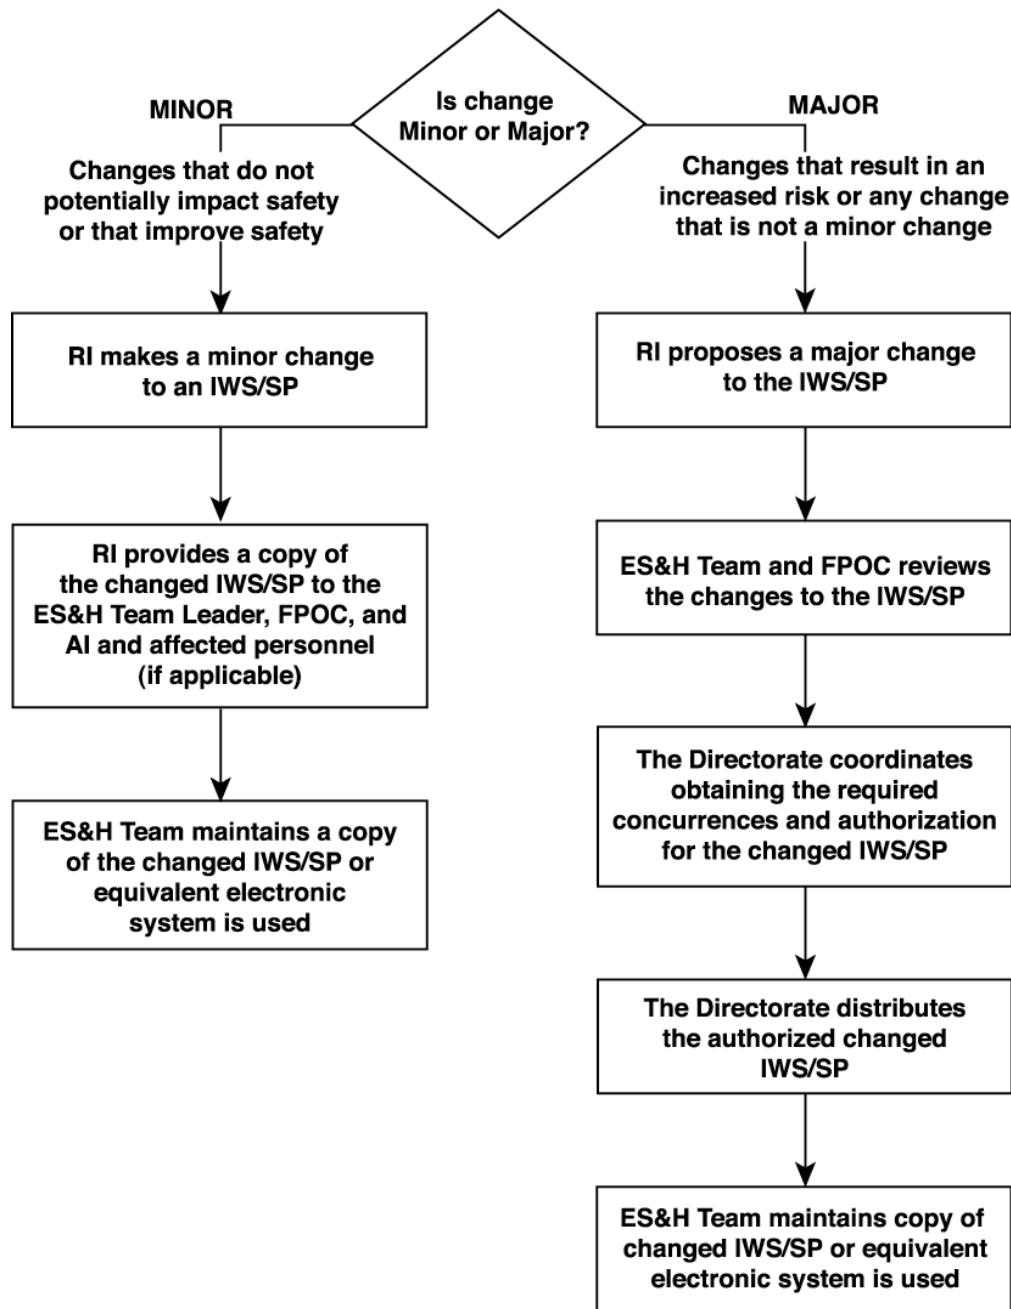 Is change
Minor or Major?
MINOR
Changes that do not
potentially impact safety
or that improve safety
RI makes a minor change
to an IWS/SP
RI provides a copy of
the changed IWS/SP to the
ES&H Team Leader, FPOC, and
AI and affected personnel
(if applicable)
ES&H Team maintains a copy
of the changed IWS/SP or
equivalent electronic
system is used
MAJOR
Changes that result in an
increased risk or any change
that is not a minor change
RI proposes a major change
to the IWS/SP
ES&H Team and FPOC reviews
the changes to the IWS/SP
The Directorate coordinates
obtaining the required
concurrences and authorization
for the changed IWS/SP
The Directorate distributes
the authorized changed
IWS/SP
ES&H Team maintains copy of
changed IWS/SP or equivalent
electronic system is used